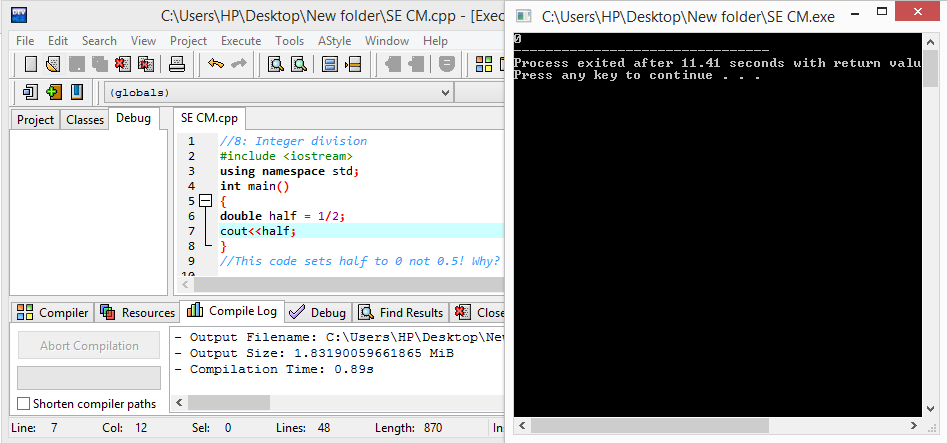 C:\Users\HP\Desktop\New folder\SE CM.cpp - [Exec
File Edit Search View Project Execute Tools AStyle Window Help
(globals)
Project Classes Debug
SE CM.cpp
1 //8: Integer division
2 #include <iostream>
3 using namespace std;
4 int main()
5 {
6 double half = 1/2;
7 cout<<half;
8 }
9 //This code sets half to 0 not 0.5! Why?
10
Compiler Resources Compile Log Debug Find Results Close
Abort Compilation
Shorten compiler paths
- Output Filename: C:\Users\HP\Desktop\New
- Output Size: 1.83190059661865 MiB
- Compilation Time: 0.89s
Line: 7 Col: 12 Sel: 0 Lines: 48 Length: 870 In
C:\Users\HP\Desktop\New folder\SE CM.exe
0
--------------------------------
Process exited after 11.41 seconds with return valu
Press any key to continue . . .